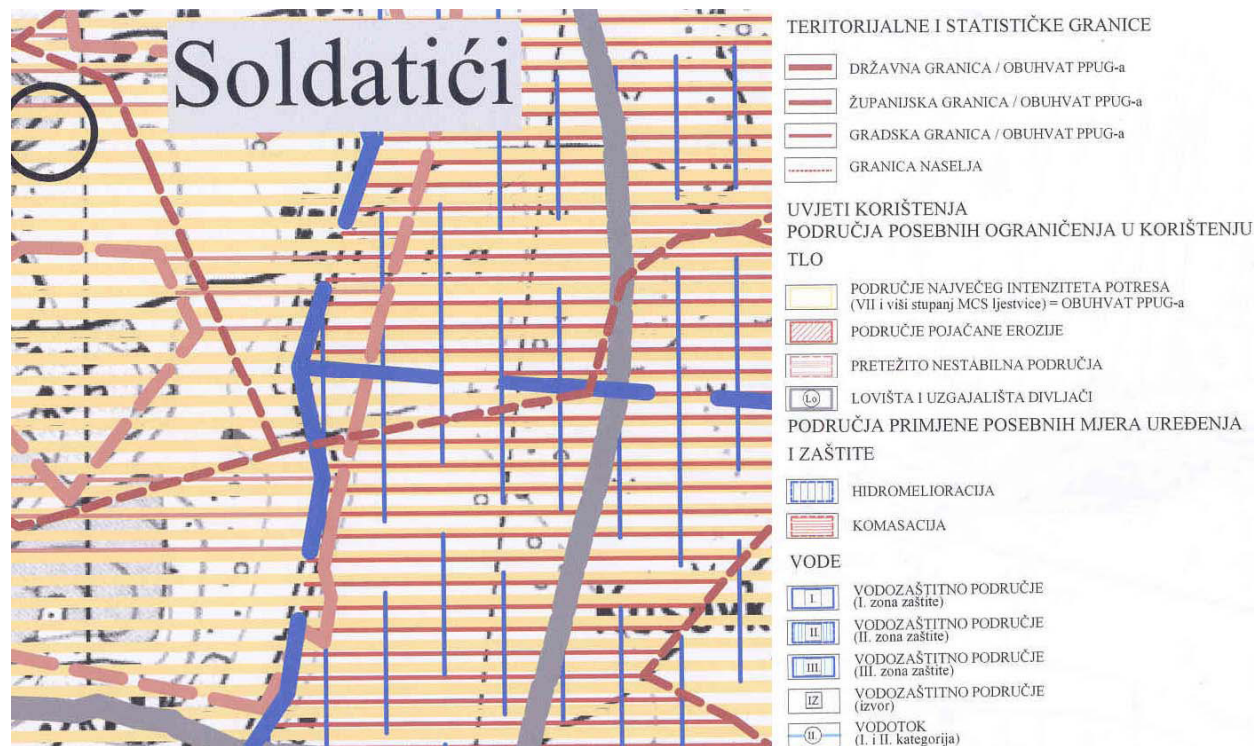 Soldatići
TERITORIJALNE I STATISTIČKE GRANICE
DRŽAVNA GRANICA / OBUHVAT PPUG-a
ŽUPANIJSKA GRANICA / OBUHVAT PPUG-a
GRADSKA GRANICA / OBUHVAT PPUG-a
GRANICA NASELJA
UVJETI KORIŠTENJA
PODRUČJA POSEBNIH OGRANIČENJA U KORIŠTENJU
TLO
PODRUČJE NAJVEČEG INTENZITETA POTRESA
(VII i viši stupanj MCS ljestvice) = OBUHVAT PPUG-a
PODRUČJE POJAČANE EROZIJE
PRETEŽITO NESTABILNA PODRUČJA
Lo LOVIŠTA I UZGAJALIŠTA DIVLJAČI
PODRUČJA PRIMJENE POSEBNIH MJERA UREĐENJA
I ZAŠTITE
HIDROMELIORACIJA
KOMASACIJA
VODE
I. VODOZAŠTITNO PODRUČJE
(I. zona zaštite)
II. VODOZAŠTITNO PODRUČJE
(II. zona zaštite)
III. VODOZAŠTITNO PODRUČJE
(III. zona zaštite)
IZ VODOZAŠTITNO PODRUČJE
(izvor)
II. VODOTOK
(I. i II. kategorija)